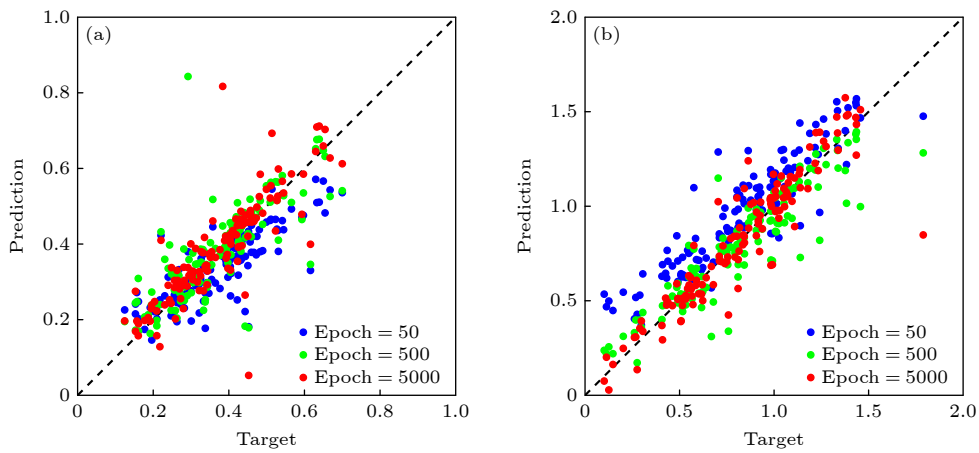 (a)
1.0
0.8
0.6
0.4
0.2
0
Prediction
Epoch = 50
Epoch = 500
Epoch = 5000
0 0.2 0.4 0.6 0.8 1.0
Target
(b)
2.0
1.5
1.0
0.5
0
Prediction
Epoch = 50
Epoch = 500
Epoch = 5000
0 0.5 1.0 1.5 2.0
Target